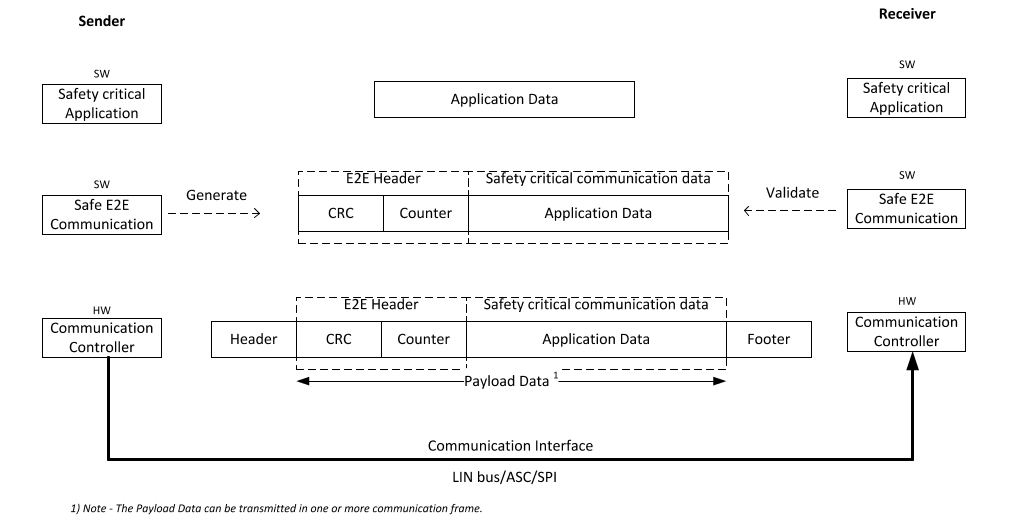 Sender
Receiver
SW
Safety critical
Application
Application Data
SW
Safety critical
Application
SW
Safe E2E
Communication
Generate
E2E Header
Safety critical communication data
CRC
Counter
Application Data
Validate
SW
Safe E2E
Communication
HW
Communication
Controller
E2E Header
Safety critical communication data
Header
CRC
Counter
Application Data
Footer
Payload Data 1
HW
Communication
Controller
Communication Interface
LIN bus/ASC/SPI
1) Note - The Payload Data can be transmitted in one or more communication frame.